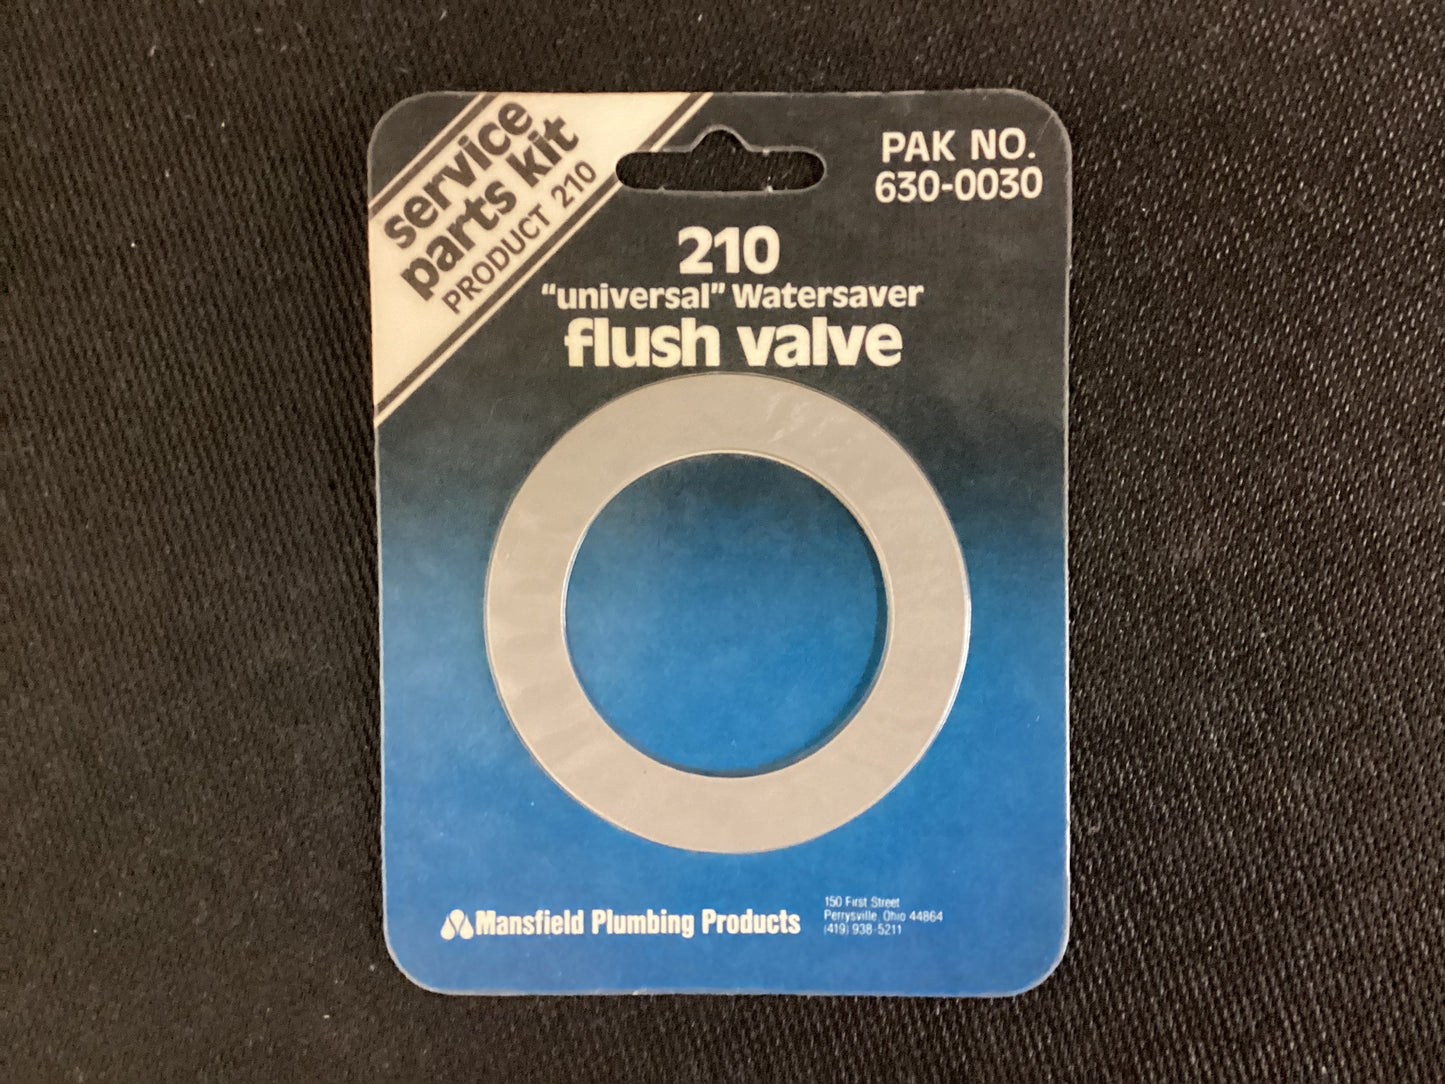 service
parts kit
PRODUCT 210
PAK NO.
630-0030
210
“universal” Watersaver
flush valve
Mansfield Plumbing Products
150 First Street
Perrysville, Ohio 44864
(419) 938-5211